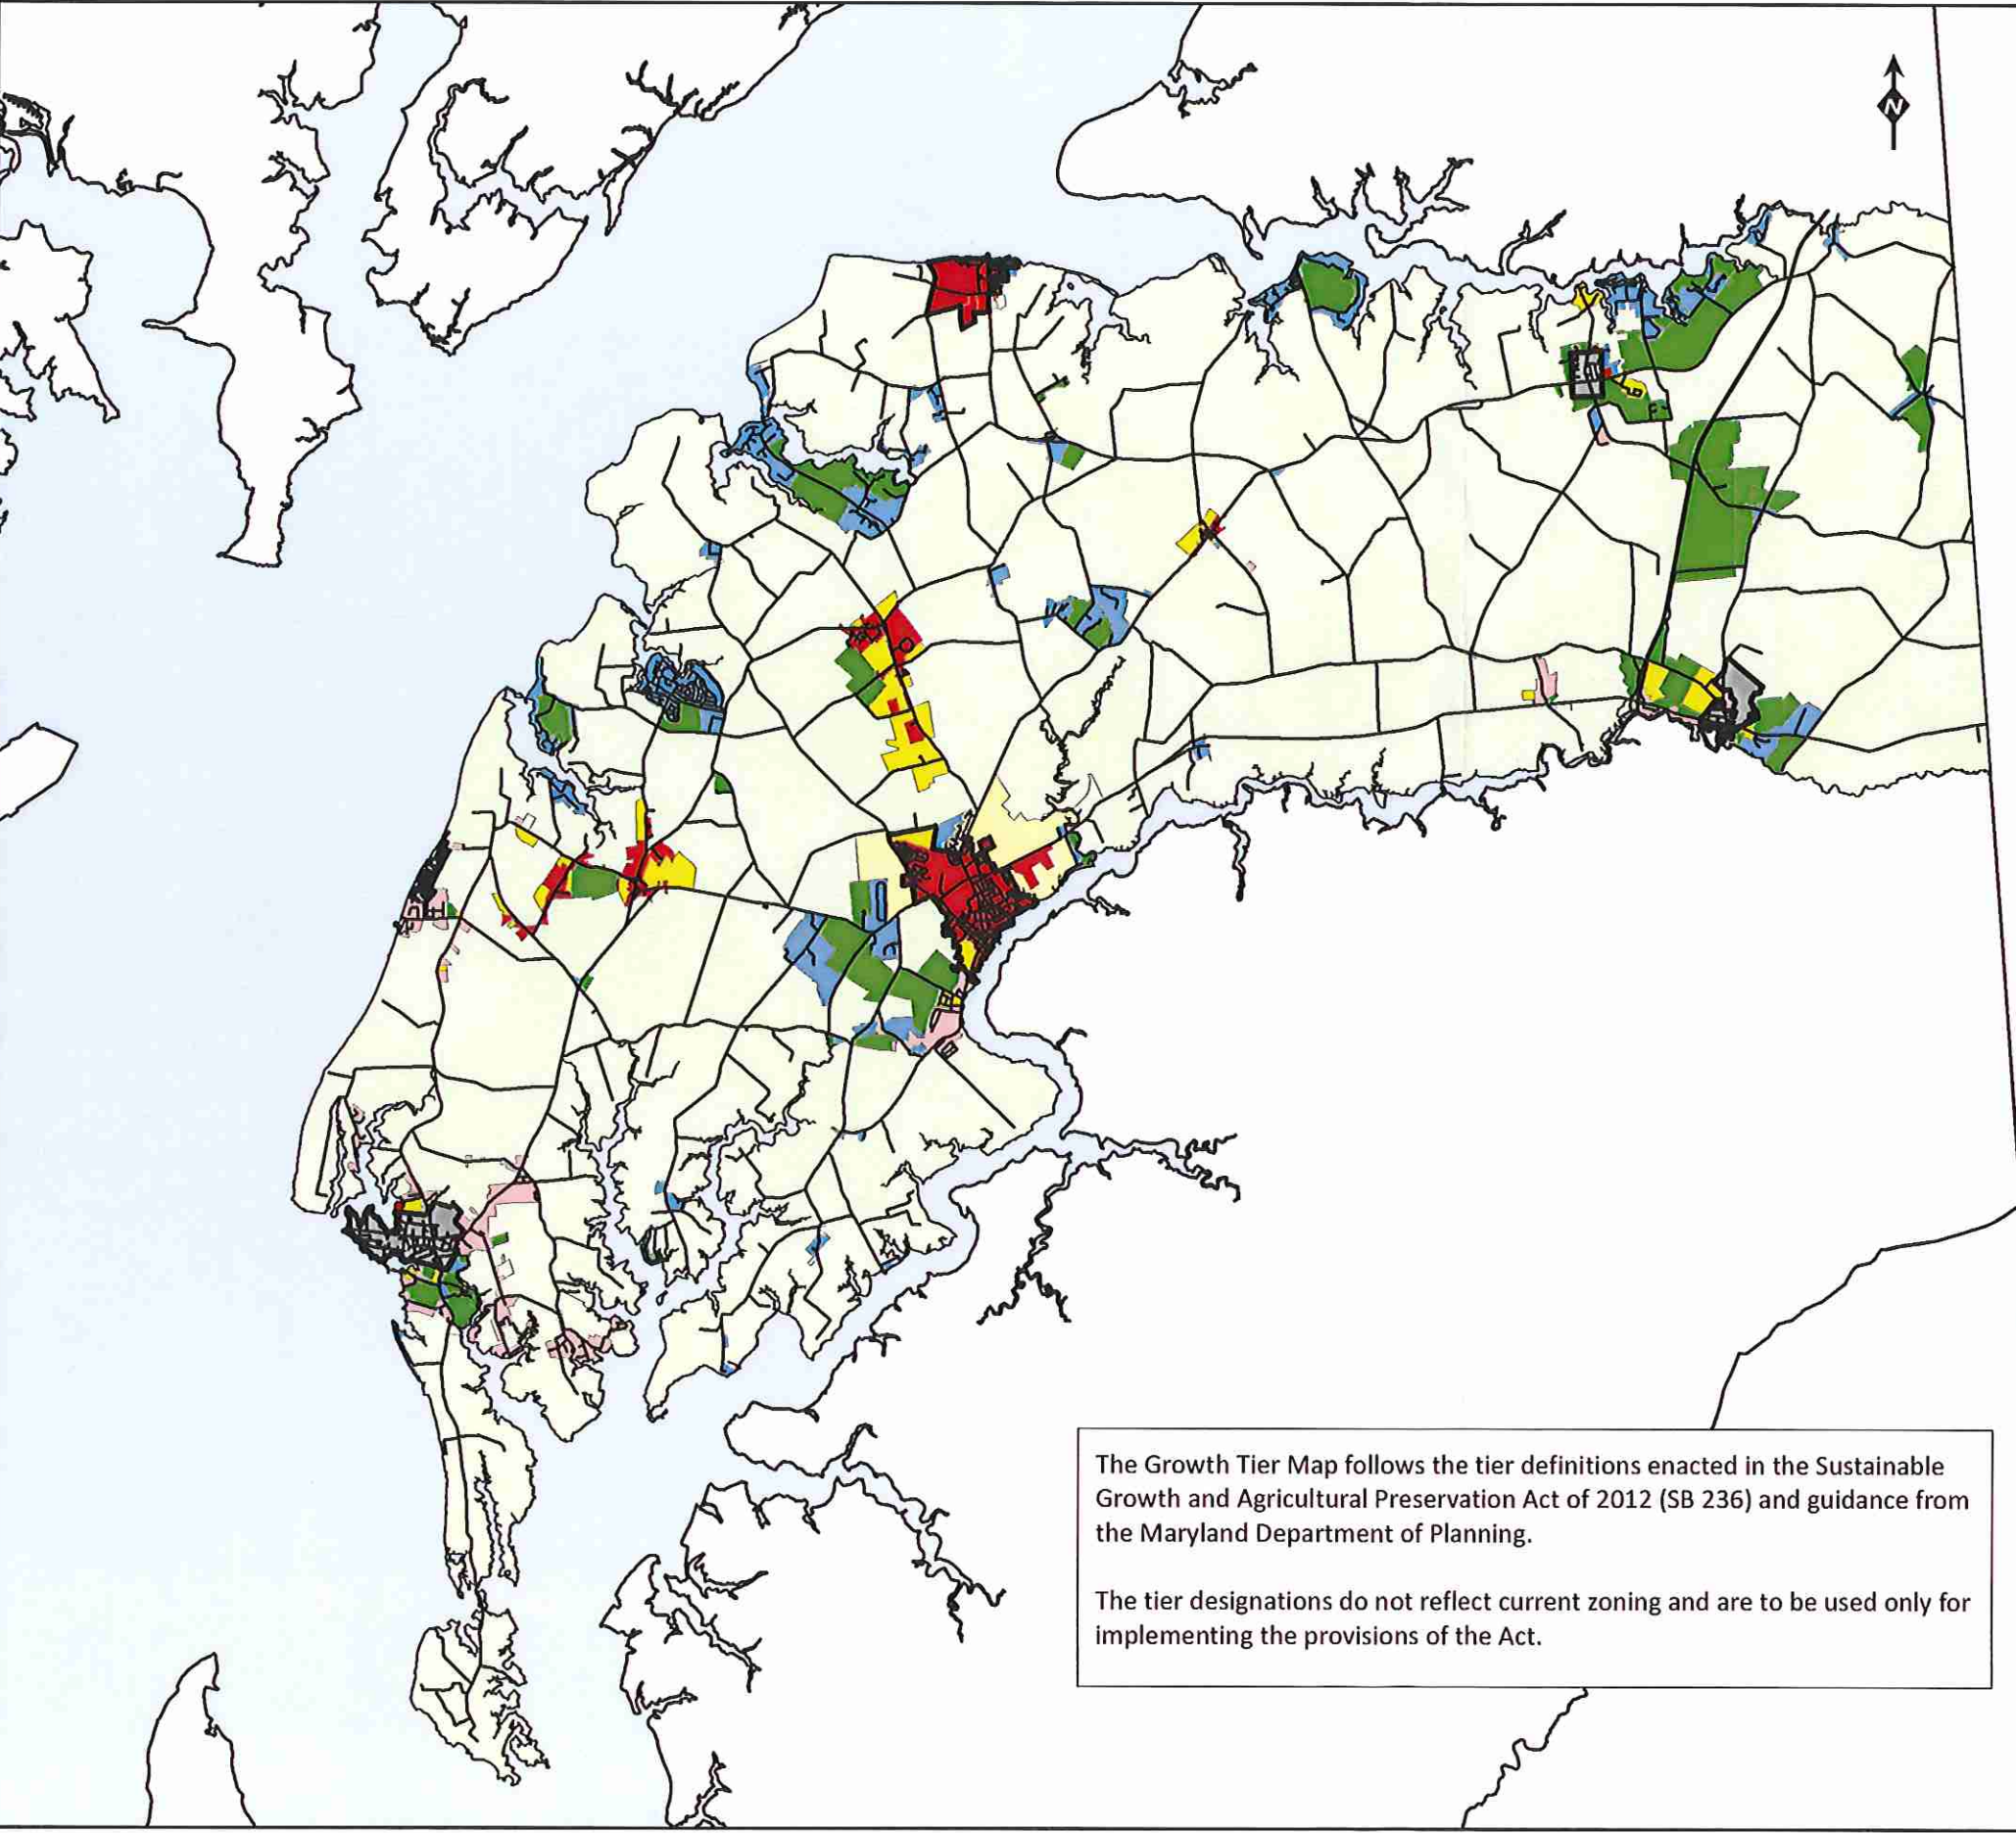 N
The Growth Tier Map follows the tier definitions enacted in the Sustainable
Growth and Agricultural Preservation Act of 2012 (SB 236) and guidance from
the Maryland Department of Planning.
The tier designations do not reflect current zoning and are to be used only for
implementing the provisions of the Act.